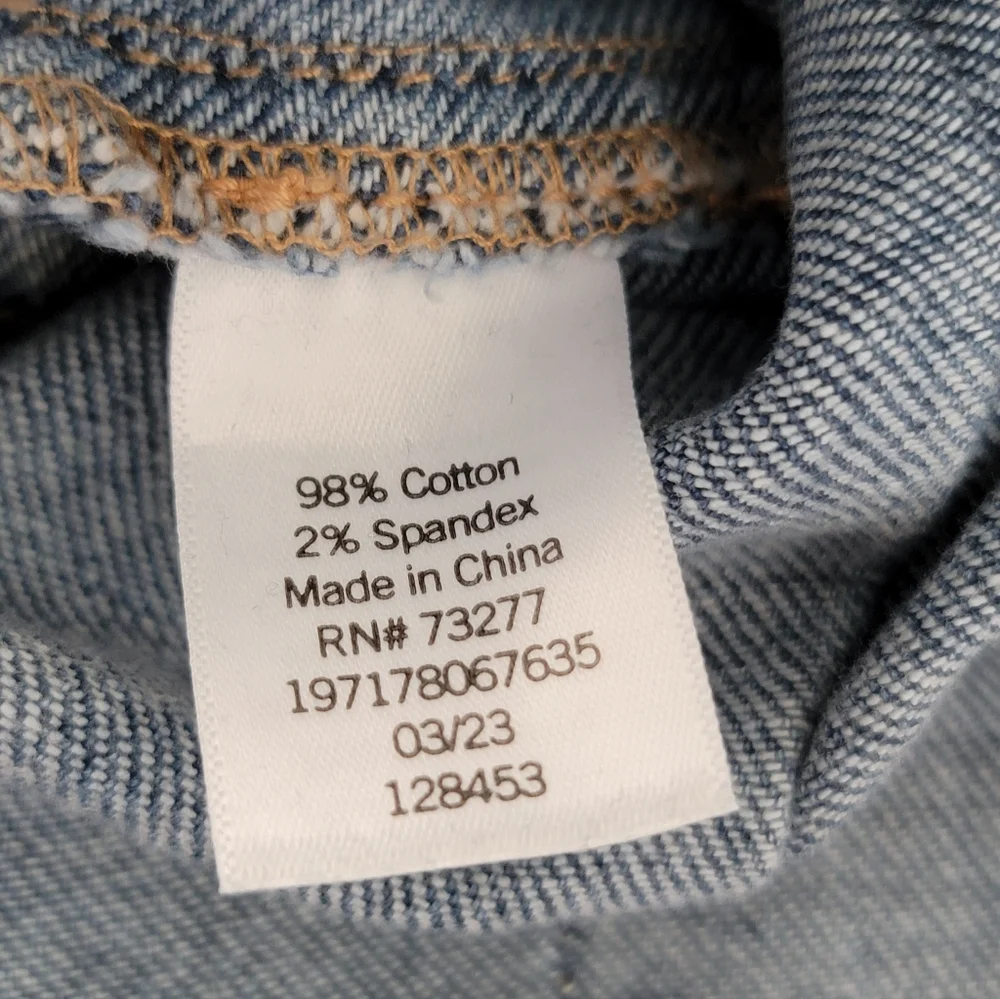 98% Cotton
2% Spandex
Made in China
RN# 73277
197178067635
03/23
128453